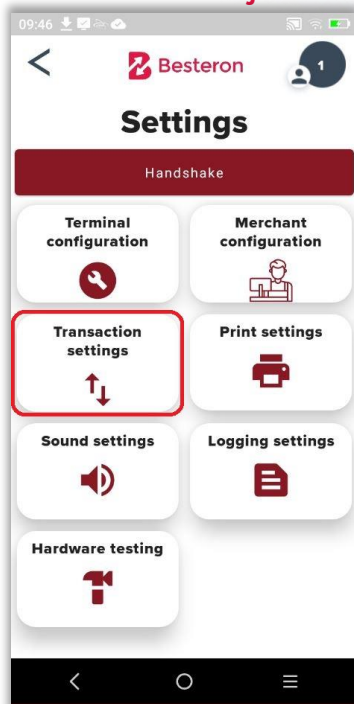 09:46
Besteron
1
Settings
Handshake
Terminal
configuration
Merchant
configuration
Transaction
settings
Print settings
Sound settings
Logging settings
Hardware testing